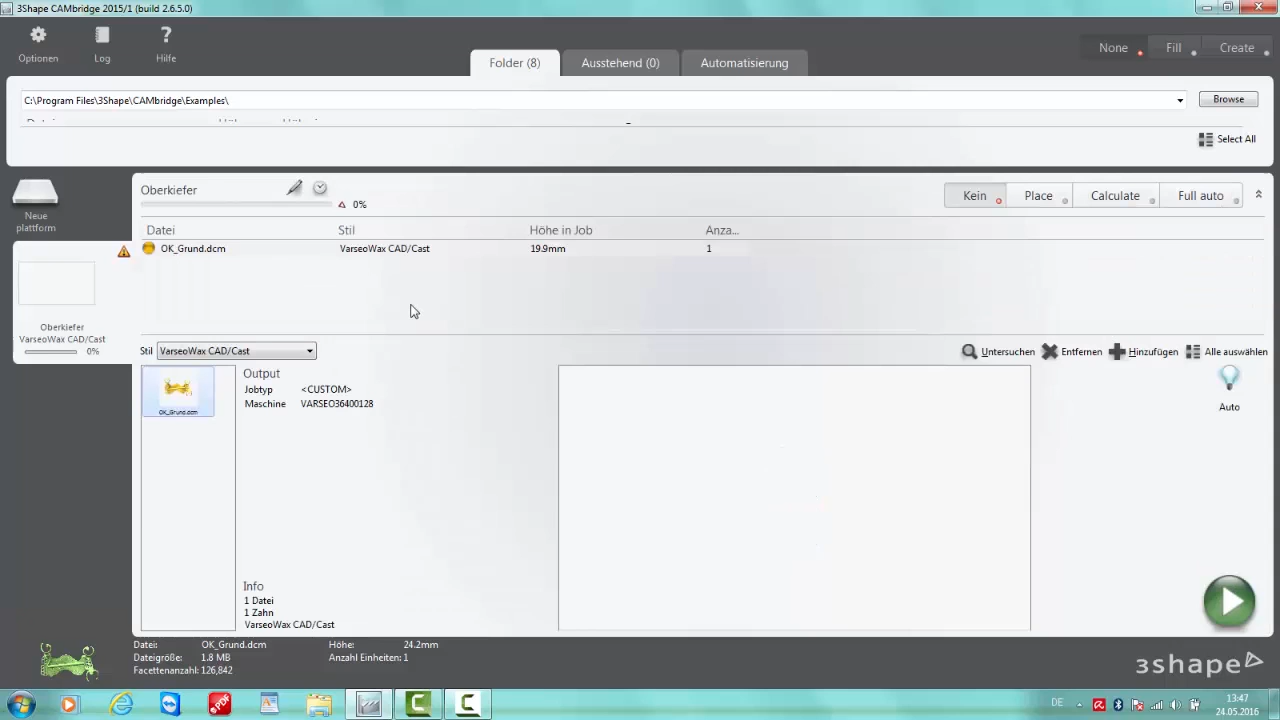 3Shape CAMbridge 2015/1 (build 2.6.5.0)
Optionen Log Hilfe
Folder (8) Ausstehend (0) Automatisierung
None Fill Create
C:\Program Files\3Shape\CAMbridge\Examples\ Browse
Select All
Neue plattform
Oberkiefer
0%
Kein Place Calculate Full auto
Datei Stil Höhe in Job Anza...
OK_Grund.dcm VarseoWax CAD/Cast 19.9mm 1
Oberkiefer
VarseoWax CAD/Cast
0%
Stil VarseoWax CAD/Cast Untersuchen Entfernen Hinzufügen Alle auswählen
OK_Grund.dcm
Output
Jobtyp <CUSTOM>
Maschine VARSEO36400128
Auto
Info
1 Datei
1 Zahn
VarseoWax CAD/Cast
Datei: OK_Grund.dcm Höhe: 24.2mm
Dateigröße: 1.8 MB Anzahl Einheiten: 1
Facettenanzahl: 126,842
3shape
PDF
DE 13:47
24.05.2016